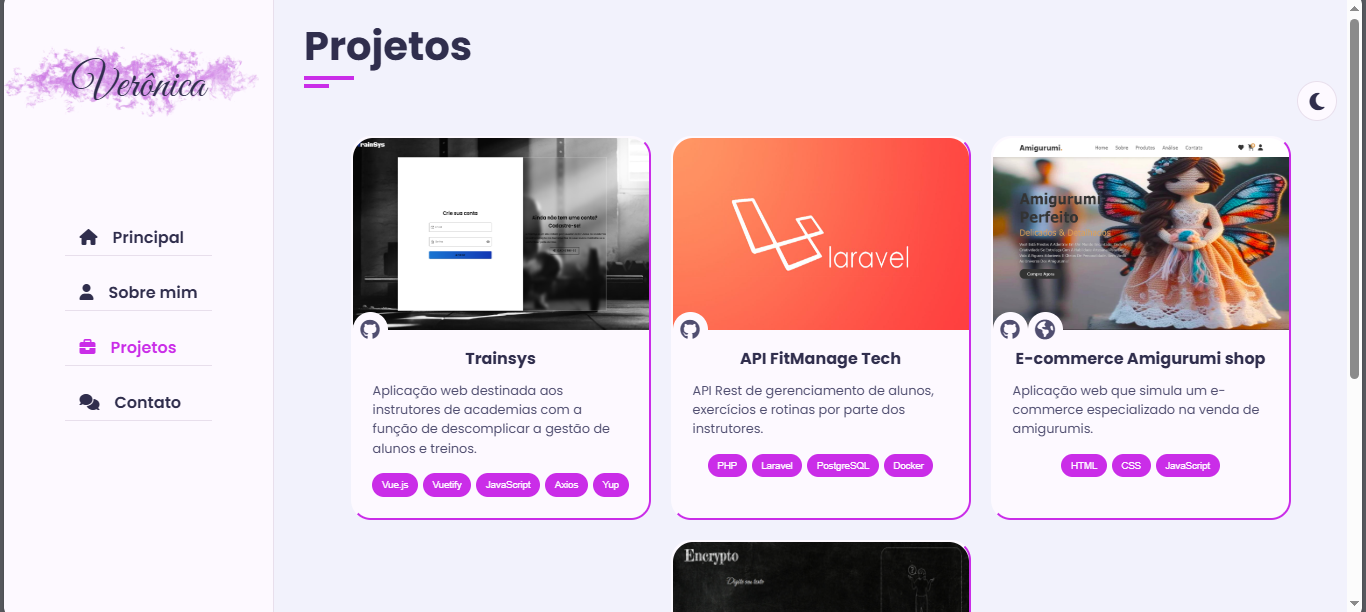 Verônica
Principal
Sobre mim
Projetos
Contato
Projetos
rainSys
Crie sua conta
Ainda não tem uma conta?
Cadastre-se!
Trainsys
Aplicação web destinada aos
instrutores de academias com a
função de descomplicar a gestão de
alunos e treinos.
Vue.js Vuetify JavaScript Axios Yup
laravel
API FitManage Tech
API Rest de gerenciamento de alunos,
exercícios e rotinas por parte dos
instrutores.
PHP Laravel PostgreSQL Docker
Amigurumi. Home Sobre Produtos Análise Contato
Amigurumi
Perfeito
Delicados &
Compra Agora
E-commerce Amigurumi shop
Aplicação web que simula um e-
commerce especializado na venda de
amigurumis.
HTML CSS JavaScript
Encrypto
Digite seu texto